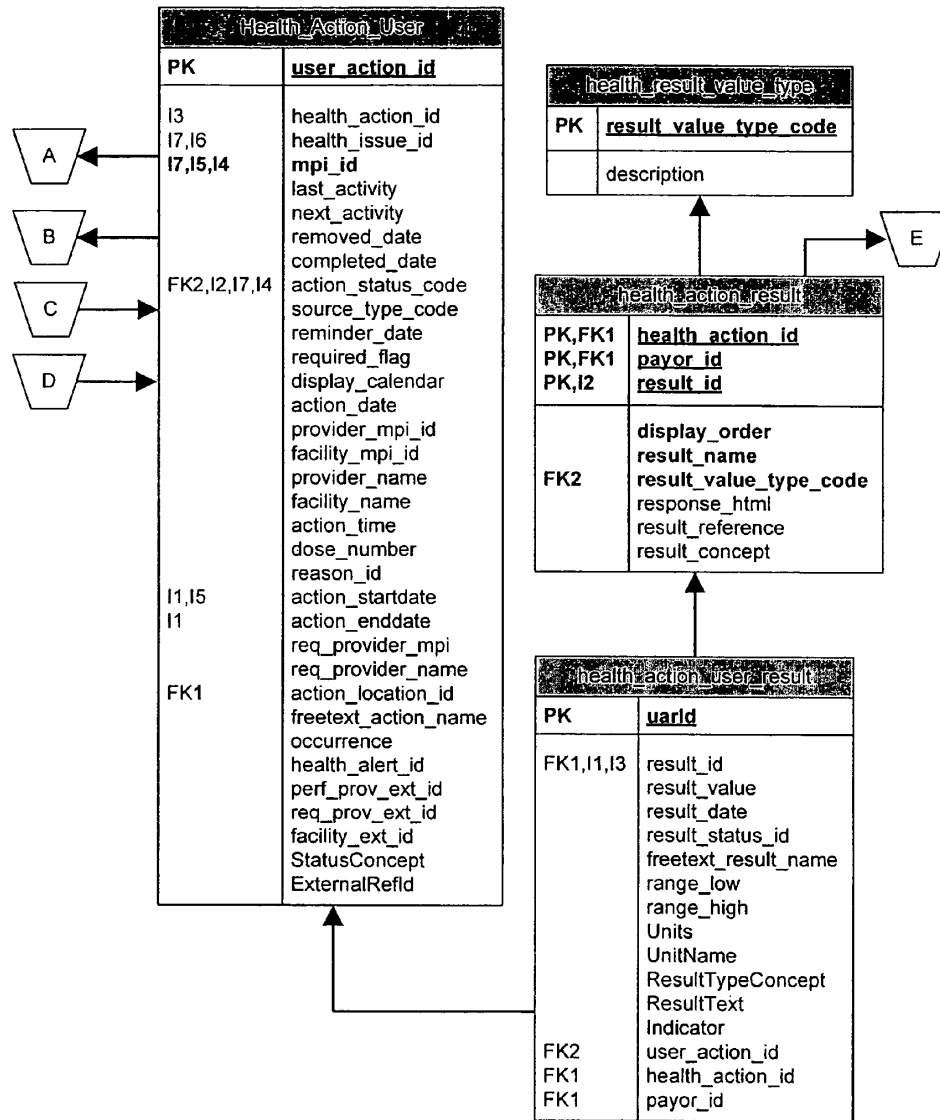 Health_Action_User
PK user_action_id
I3 health_action_id
I7,I6 health_issue_id
I7,I5,I4 mpi_id
last_activity
next_activity
removed_date
completed_date
FK2,I2,I7,I4 action_status_code
source_type_code
reminder_date
required_flag
display_calendar
action_date
provider_mpi_id
facility_mpi_id
provider_name
facility_name
action_time
dose_number
reason_id
I1,I5 action_startdate
I1 action_enddate
req_provider_mpi
req_provider_name
FK1 action_location_id
freetext_action_name
occurrence
health_alert_id
perf_prov_ext_id
req_prov_ext_id
facility_ext_id
StatusConcept
ExternalRefId
A
B
C
D
health_result_value_type
PK result_value_type_code
description
E
health_action_result
PK,FK1 health_action_id
PK,FK1 payor_id
PK,I2 result_id
display_order
result_name
FK2 result_value_type_code
response_html
result_reference
result_concept
health_action_user_result
PK uarId
FK1,I1,I3 result_id
result_value
result_date
result_status_id
freetext_result_name
range_low
range_high
Units
UnitName
ResultTypeConcept
ResultText
Indicator
FK2 user_action_id
FK1 health_action_id
FK1 payor_id